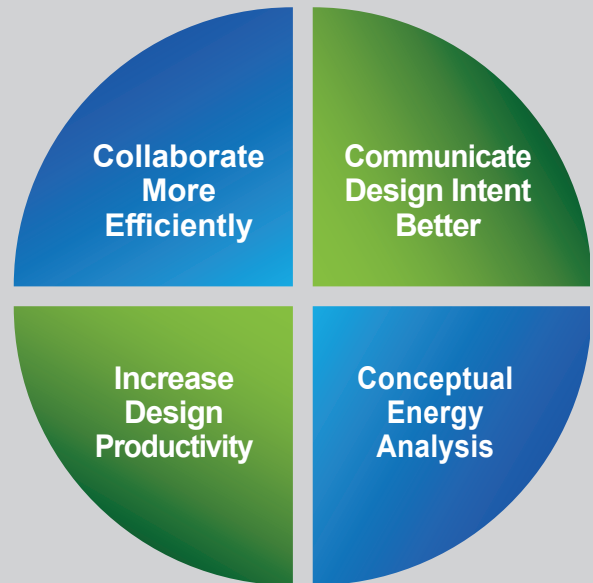 Collaborate
More
Efficiently
Communicate
Design Intent
Better
Increase
Design
Productivity
Conceptual
Energy
Analysis